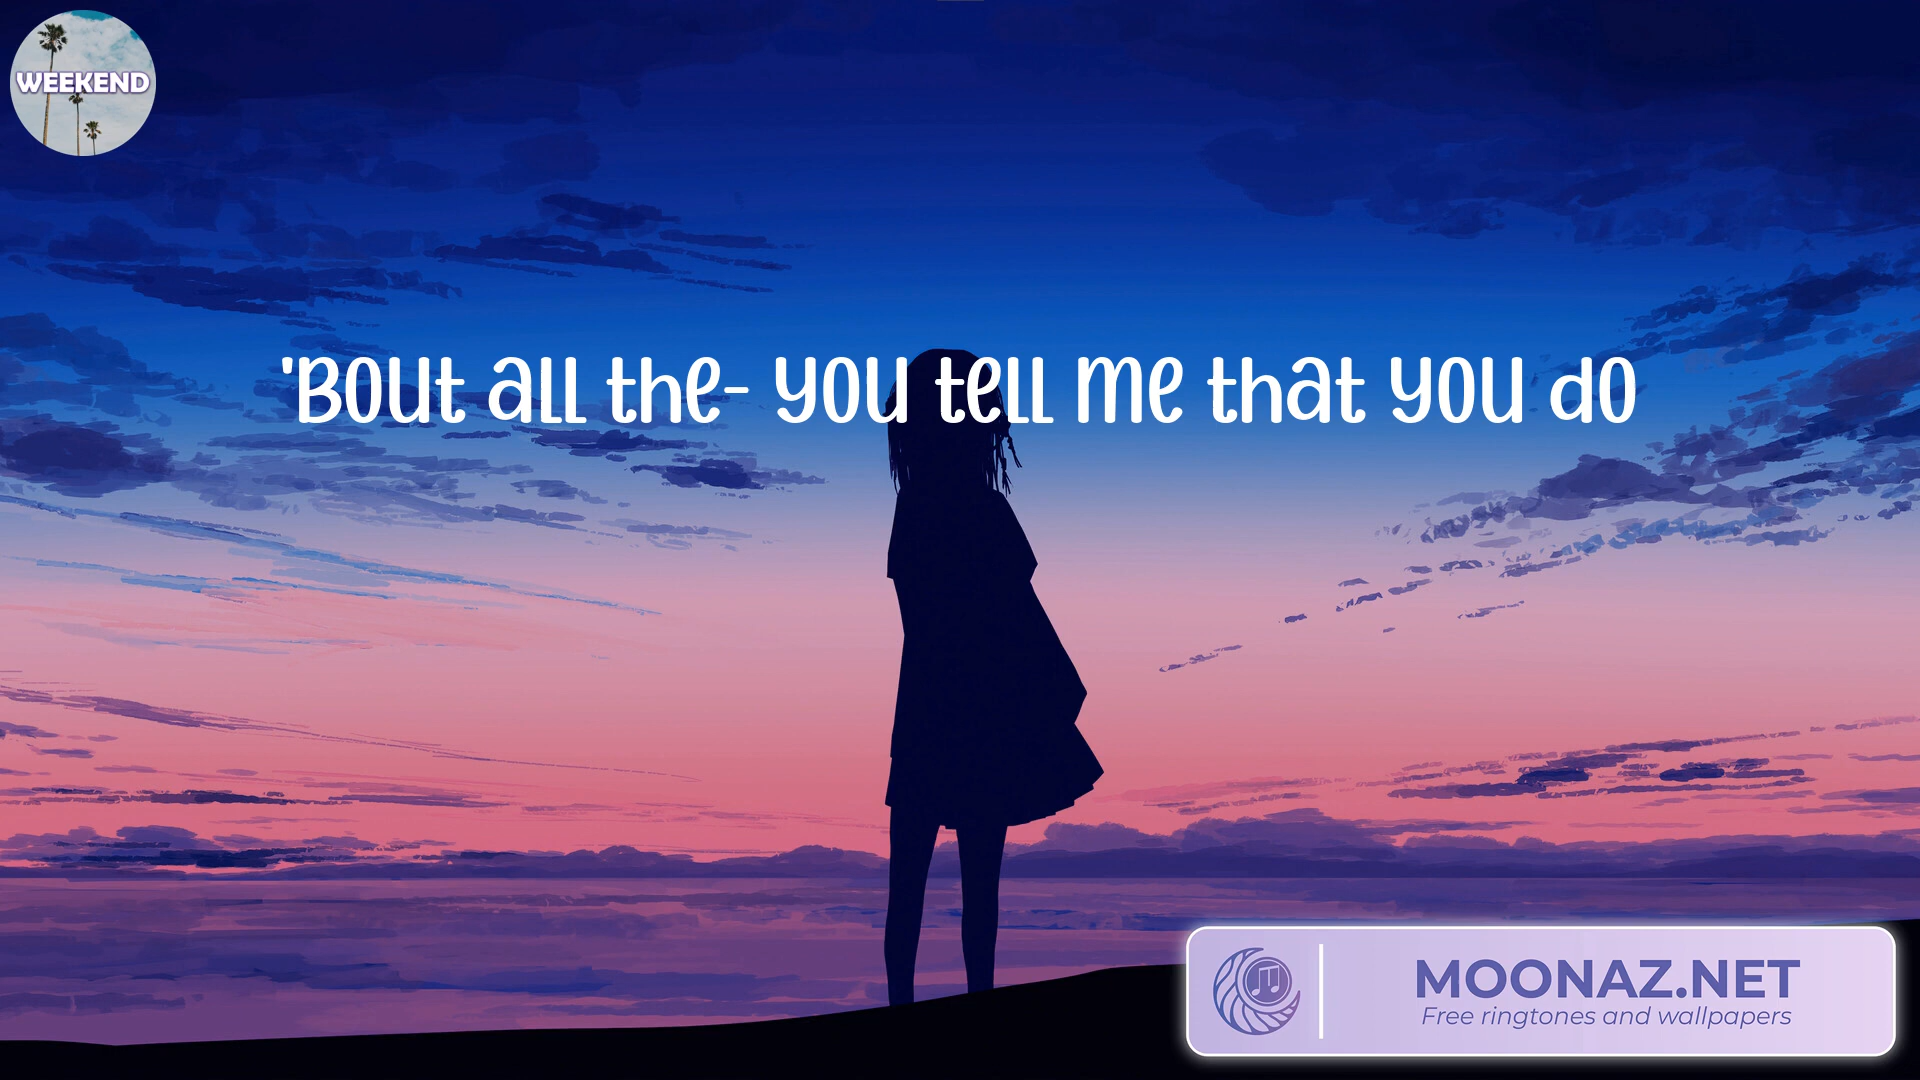 WEEKEND
'Bout all the- you tell me that you do
MOONAZ.NET
Free ringtones and wallpapers